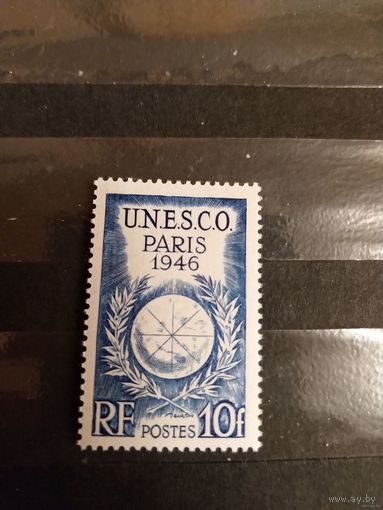 U.N.E.S.C.O.
PARIS
1946
RF POSTES 10f
www.ay.by